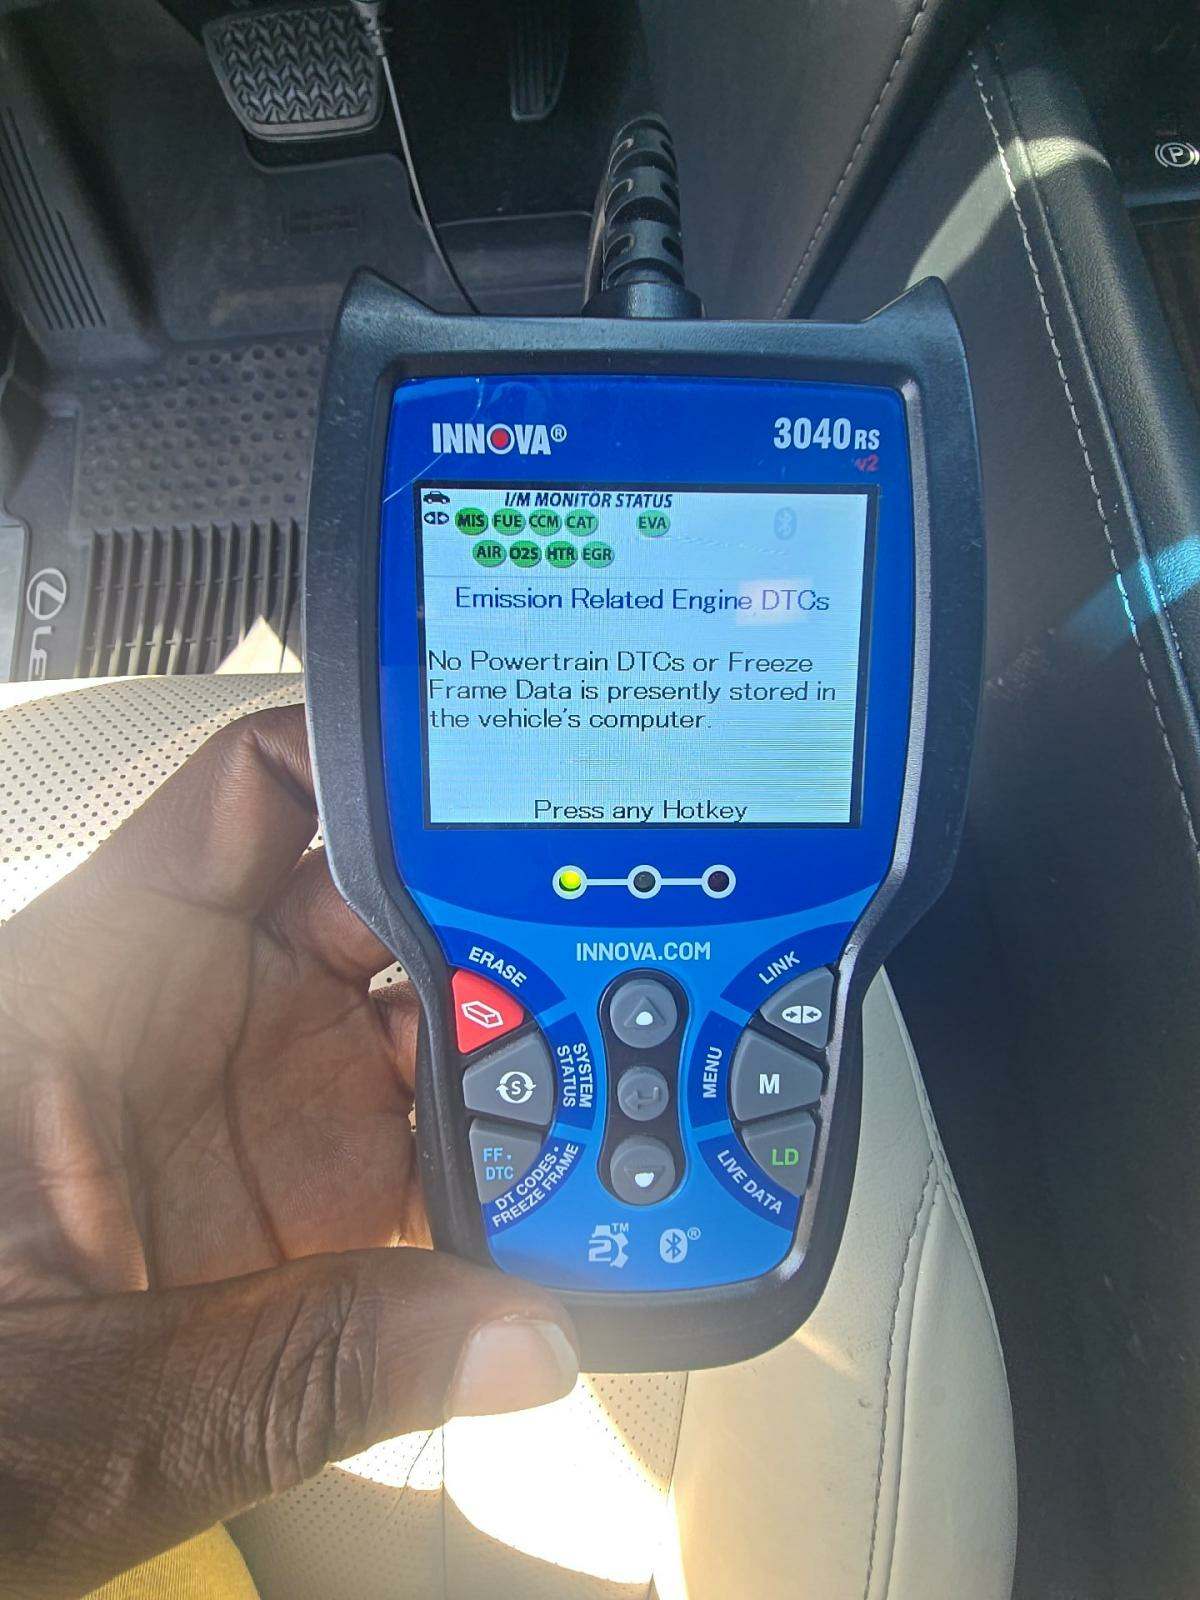 INNOVA®
3040RS
v2
I/M MONITOR STATUS
MIS FUE CCM CAT EVA
AIR O2S HTR EGR
Emission Related Engine DTCs
No Powertrain DTCs or Freeze
Frame Data is presently stored in
the vehicle's computer.
Press any Hotkey
INNOVA.COM
ERASE
LINK
SYSTEM
STATUS
S
MENU
M
FF·
DTC
DT CODES·
FREEZE FRAME
LIVE DATA
LD
2™
®
P
LE